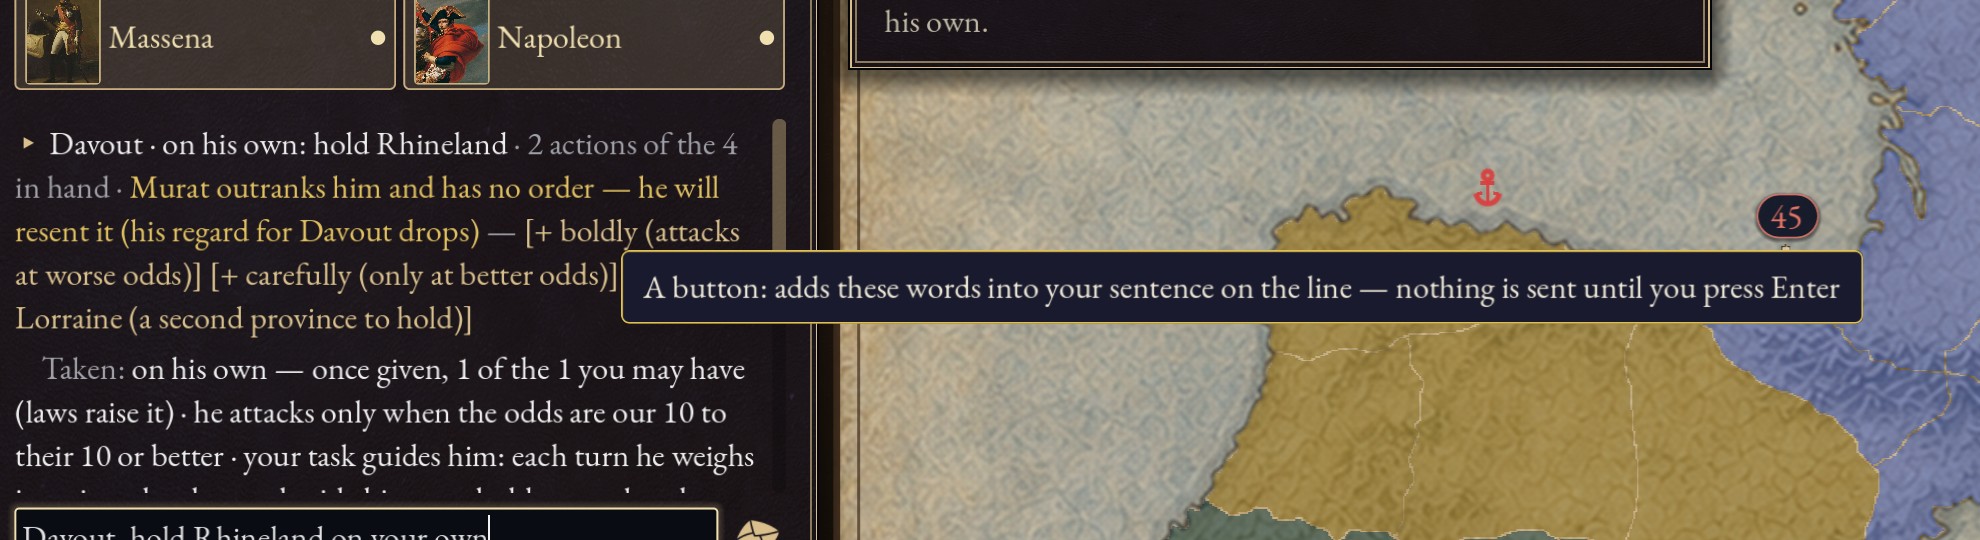 Massena
Napoleon
his own.
▸ Davout · on his own: hold Rhineland · 2 actions of the 4
in hand · Murat outranks him and has no order — he will
resent it (his regard for Davout drops) — [+ boldly (attacks
at worse odds)] [+ carefully (only at better odds)]
Lorraine (a second province to hold)]
Taken: on his own — once given, 1 of the 1 you may have
(laws raise it) · he attacks only when the odds are our 10 to
their 10 or better · your task guides him: each turn he weighs
Davout, hold Rhineland on your own
45
A button: adds these words into your sentence on the line — nothing is sent until you press Enter